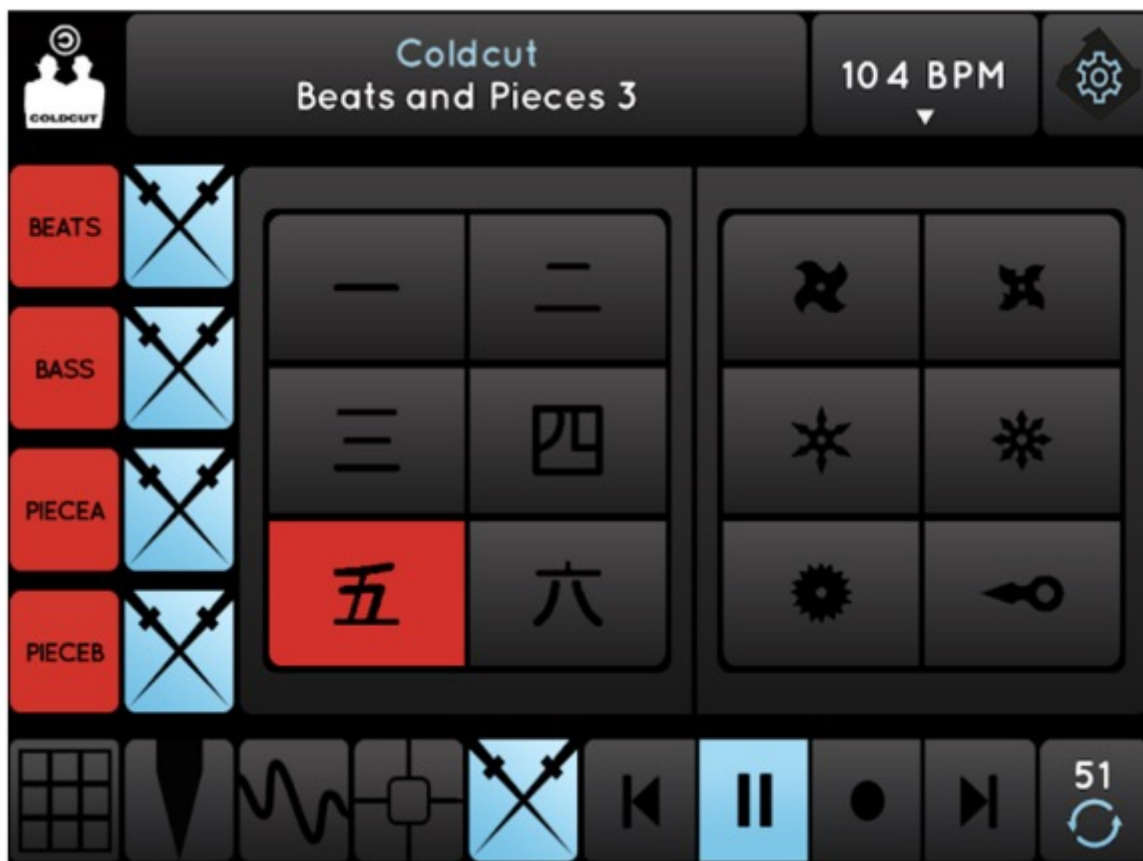 COLDCUT
Coldcut
Beats and Pieces 3
104 BPM
BEATS
BASS
PIECEA
PIECEB
一 二
三 四
五 六
51